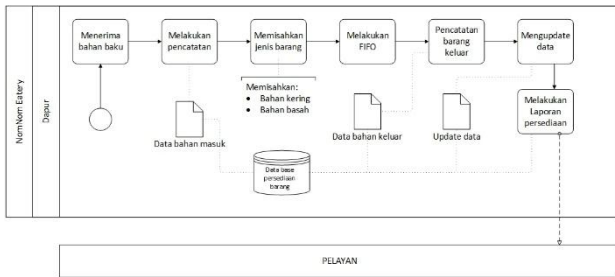 NomNom Eatery
Dapur
Menerima
bahan baku
Melakukan
pencatatan
Memisahkan
jenis barang
Melakukan
FIFO
Pencatatan
barang
keluar
Mengupdate
data
Memisahkan:
• Bahan kering
• Bahan basah
Melakukan
Laporan
persediaan
Data bahan masuk
Data bahan keluar
Update data
Data base
persediaan
barang
PELAYAN